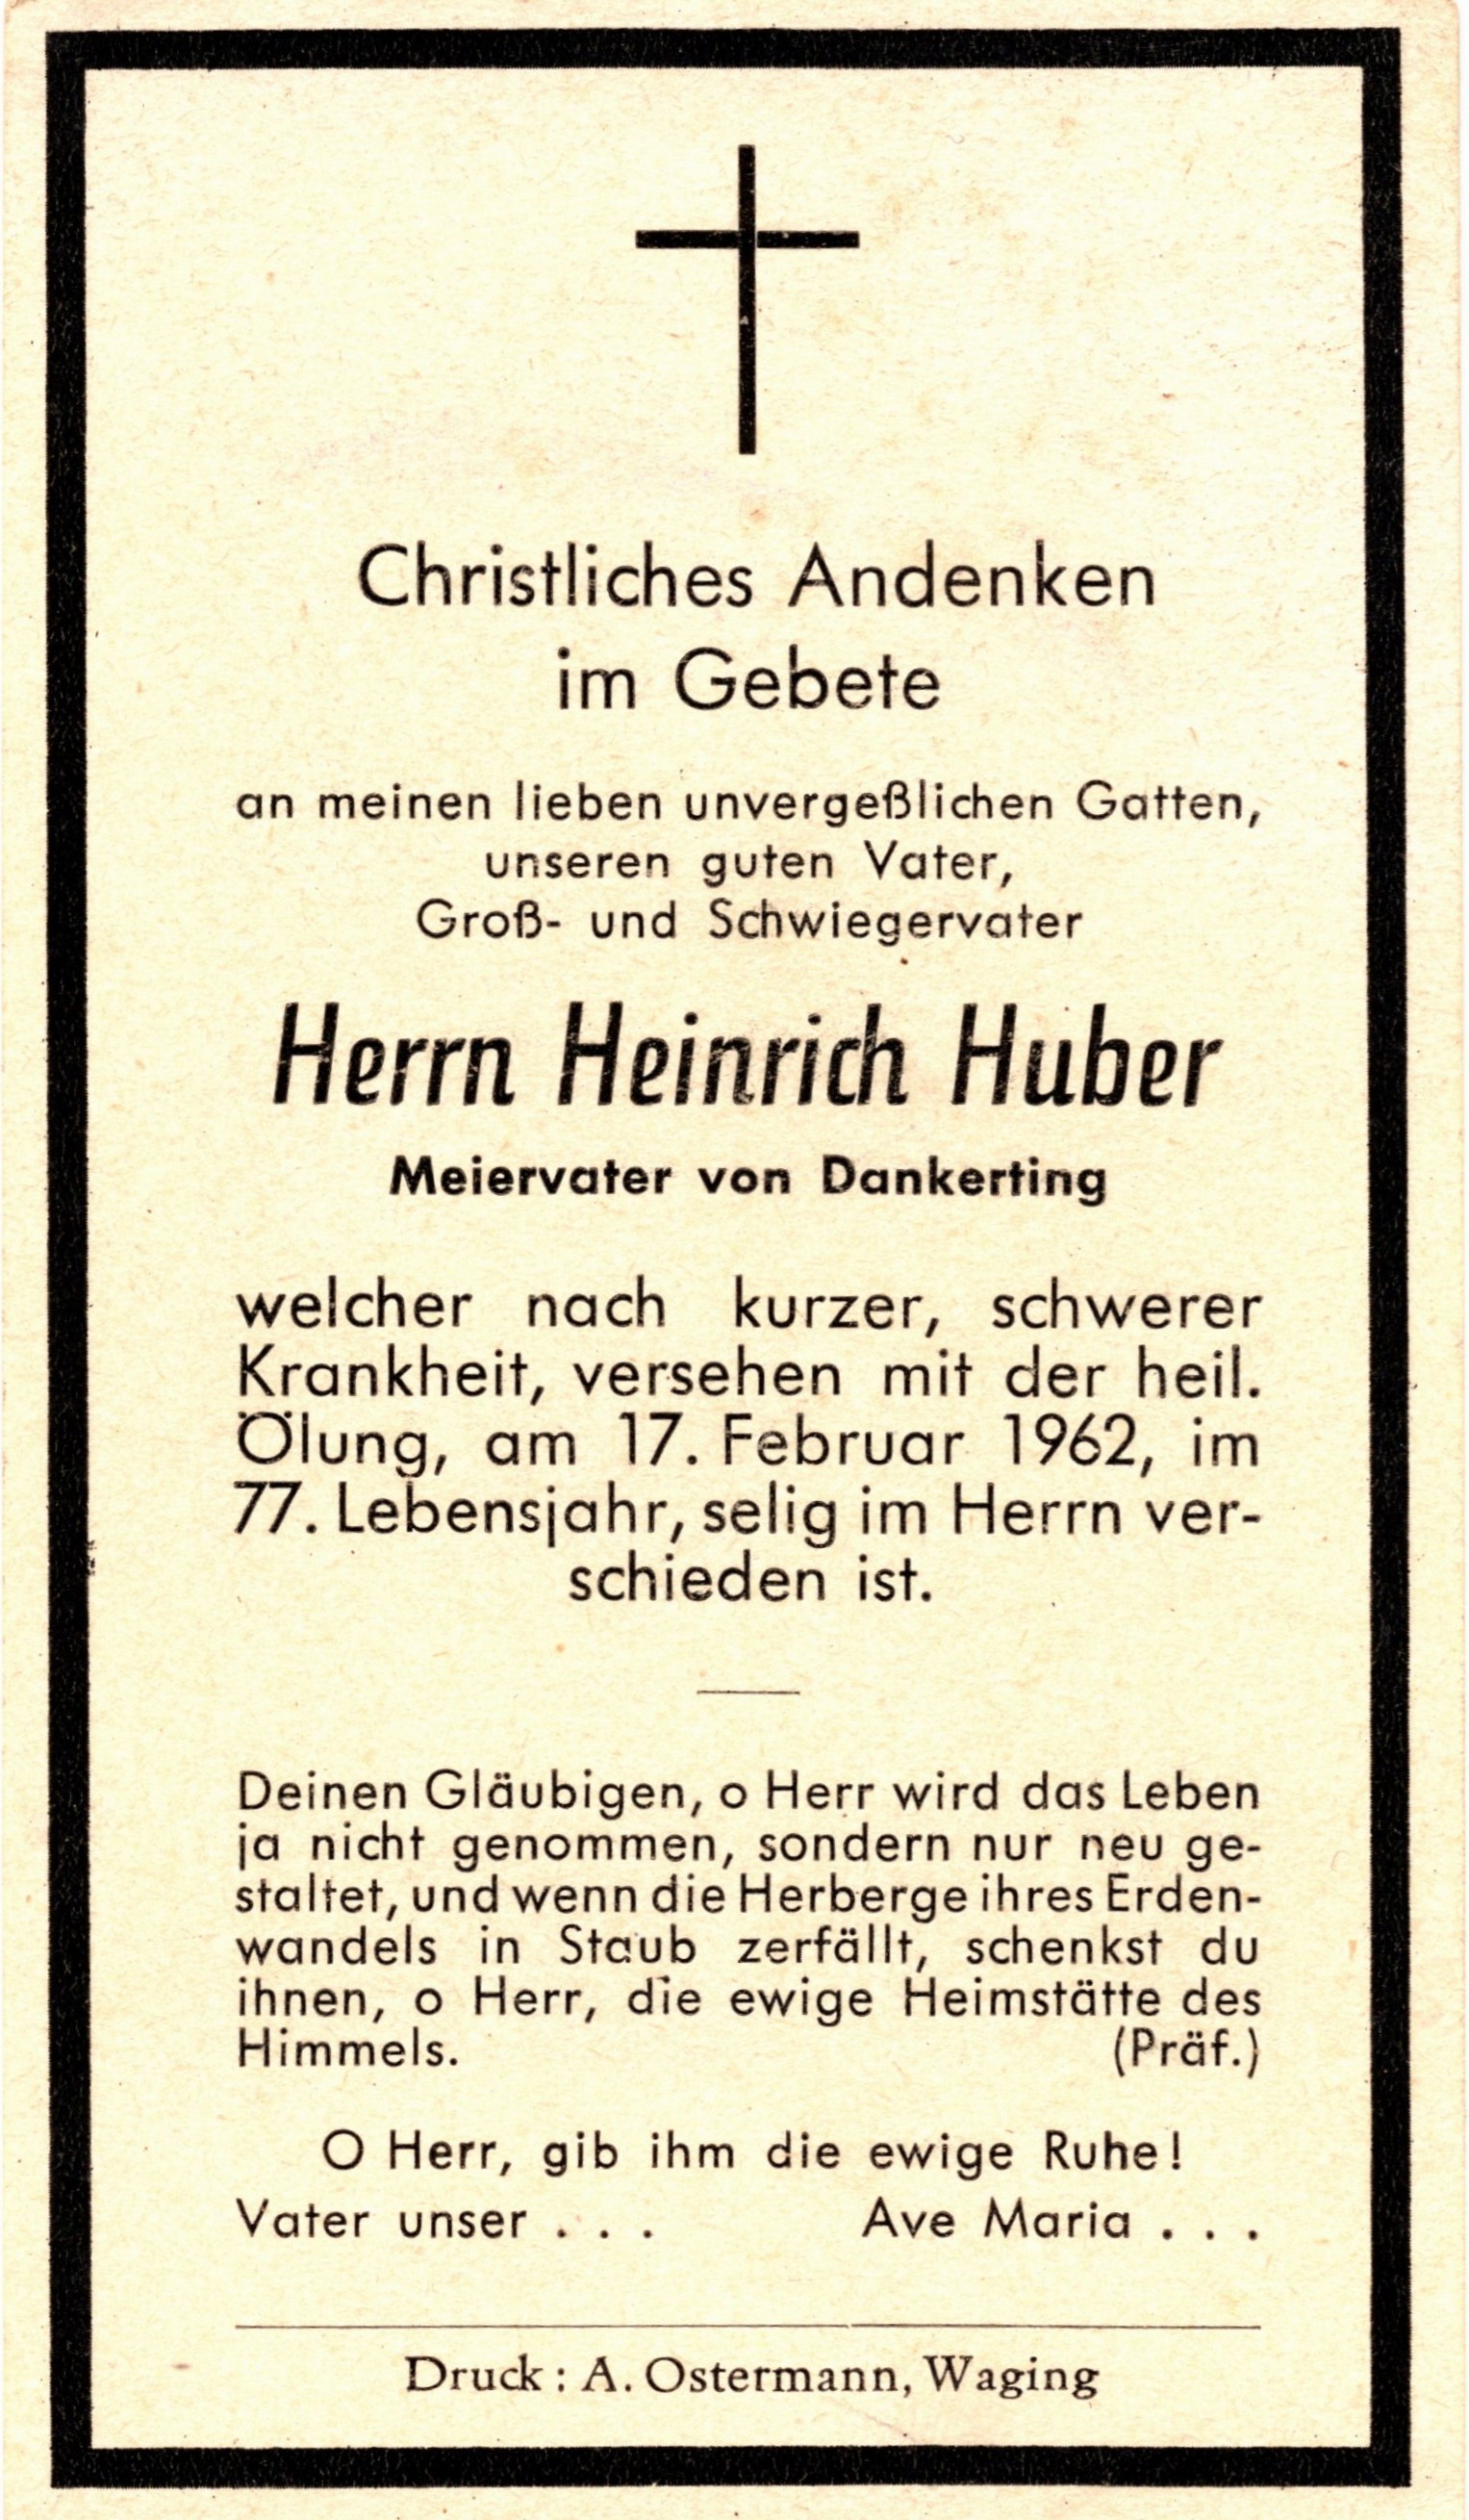 Christliches Andenken
im Gebete
an meinen lieben unvergeßlichen Gatten,
unseren guten Vater,
Groß- und Schwiegervater
Herrn Heinrich Huber
Meiervater von Dankerting
welcher nach kurzer, schwerer
Krankheit, versehen mit der heil.
Ölung, am 17. Februar 1962, im
77. Lebensjahr, selig im Herrn ver-
schieden ist.
Deinen Gläubigen, o Herr wird das Leben
ja nicht genommen, sondern nur neu ge-
staltet, und wenn die Herberge ihres Erden-
wandels in Staub zerfällt, schenkst du
ihnen, o Herr, die ewige Heimstätte des
Himmels. (Präf.)
O Herr, gib ihm die ewige Ruhe!
Vater unser . . . Ave Maria . . .
Druck: A. Ostermann, Waging